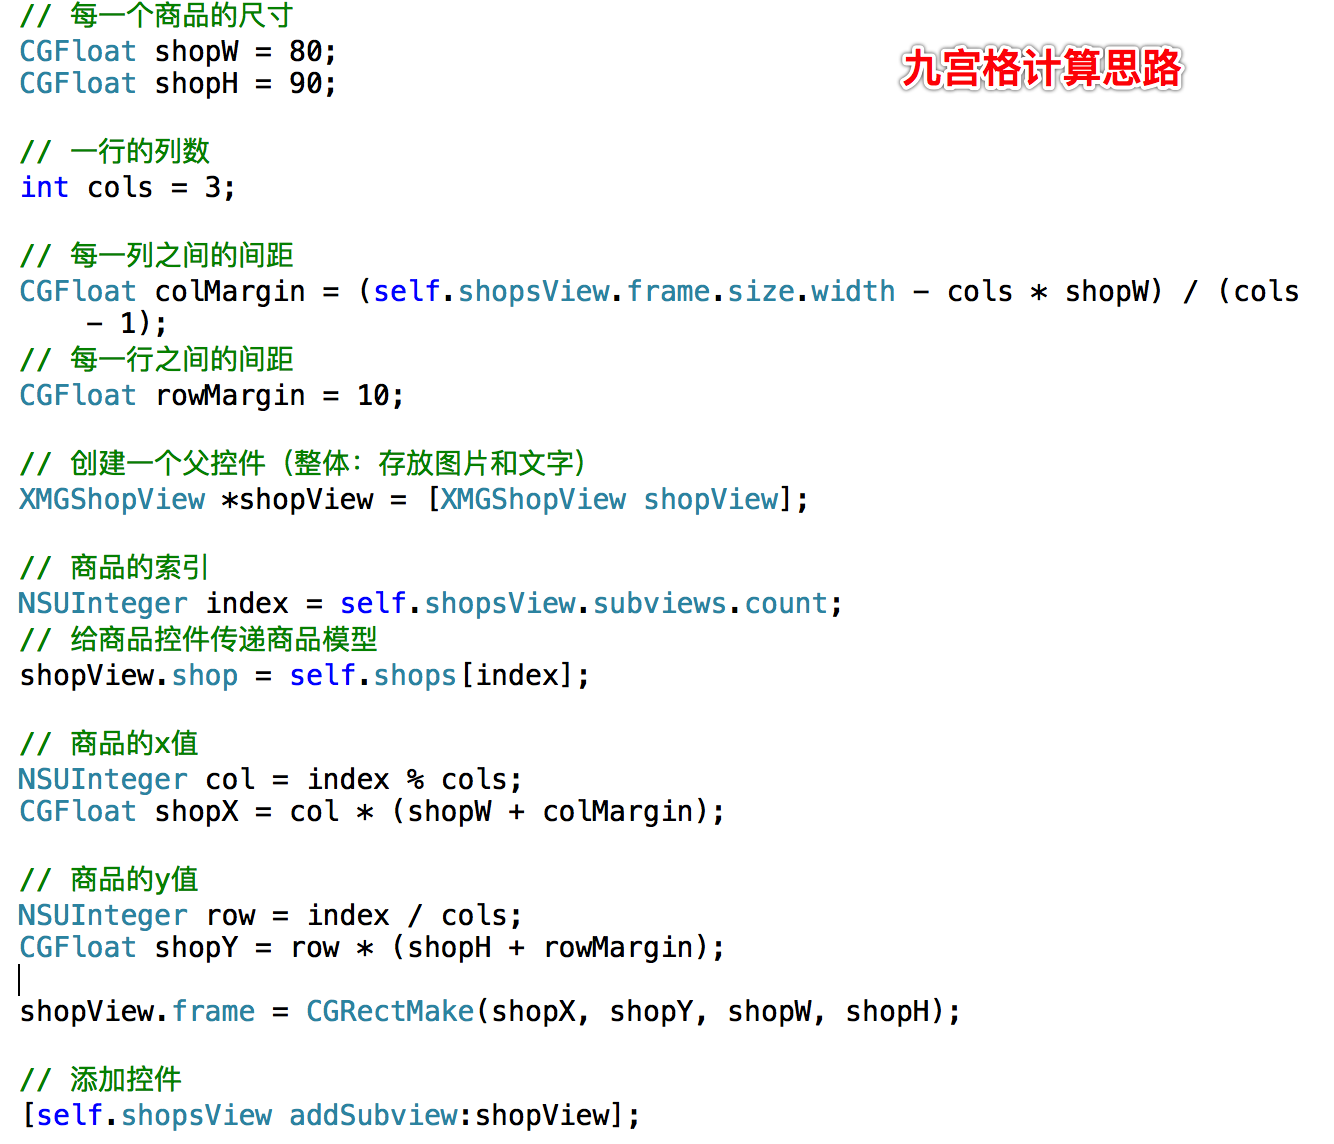 // 每一个商品的尺寸
CGFloat shopW = 80;
九宫格计算思路
CGFloat shopH = 90;
// 一行的列数
int cols = 3;
// 每一列之间的间距
CGFloat colMargin = (self.shopsView.frame.size.width - cols * shopW) / (cols
- 1);
// 每一行之间的间距
CGFloat rowMargin = 10;
// 创建一个父控件（整体：存放图片和文字）
XMGShopView *shopView = [XMGShopView shopView];
// 商品的索引
NSUInteger index = self.shopsView.subviews.count;
// 给商品控件传递商品模型
shopView.shop = self.shops[index];
// 商品的x值
NSUInteger col = index % cols;
CGFloat shopX = col * (shopW + colMargin);
// 商品的y值
NSUInteger row = index / cols;
CGFloat shopY = row * (shopH + rowMargin);
shopView.frame = CGRectMake(shopX, shopY, shopW, shopH);
// 添加控件
[self.shopsView addSubview:shopView];